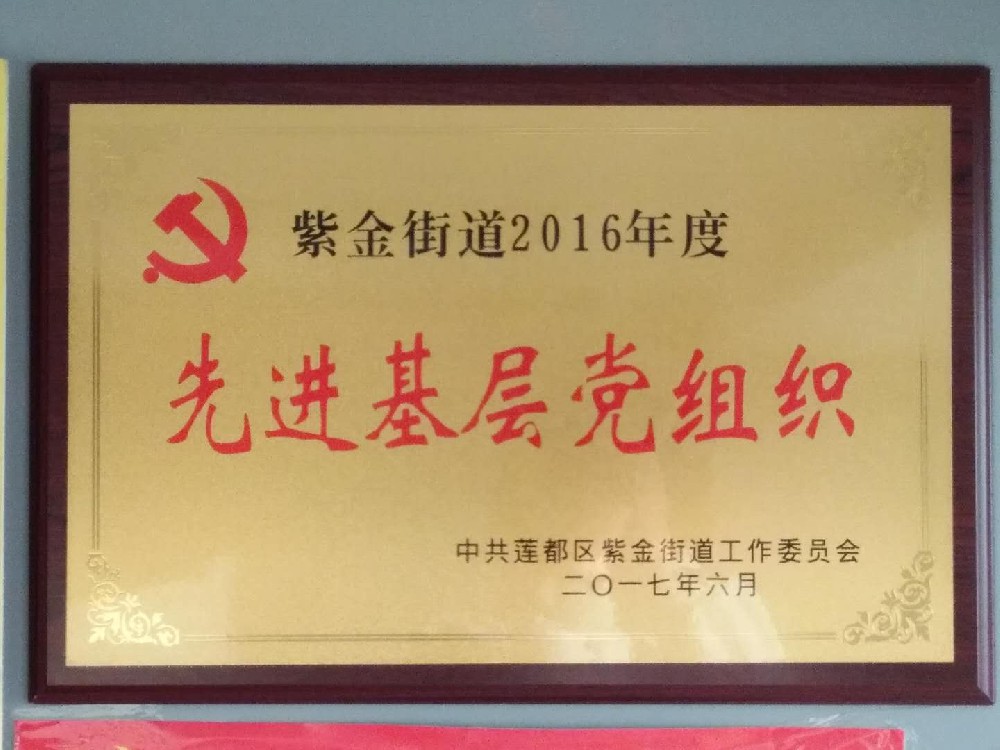 紫金街道2016年度
先进基层党组织
中共莲都区紫金街道工作委员会
二〇一七年六月